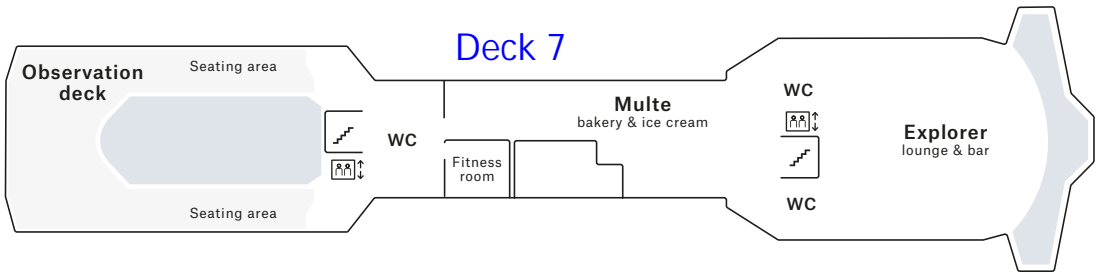 Deck 7
Observation
deck
Seating area
Seating area
WC
Fitness
room
Multe
bakery & ice cream
WC
WC
Explorer
lounge & bar